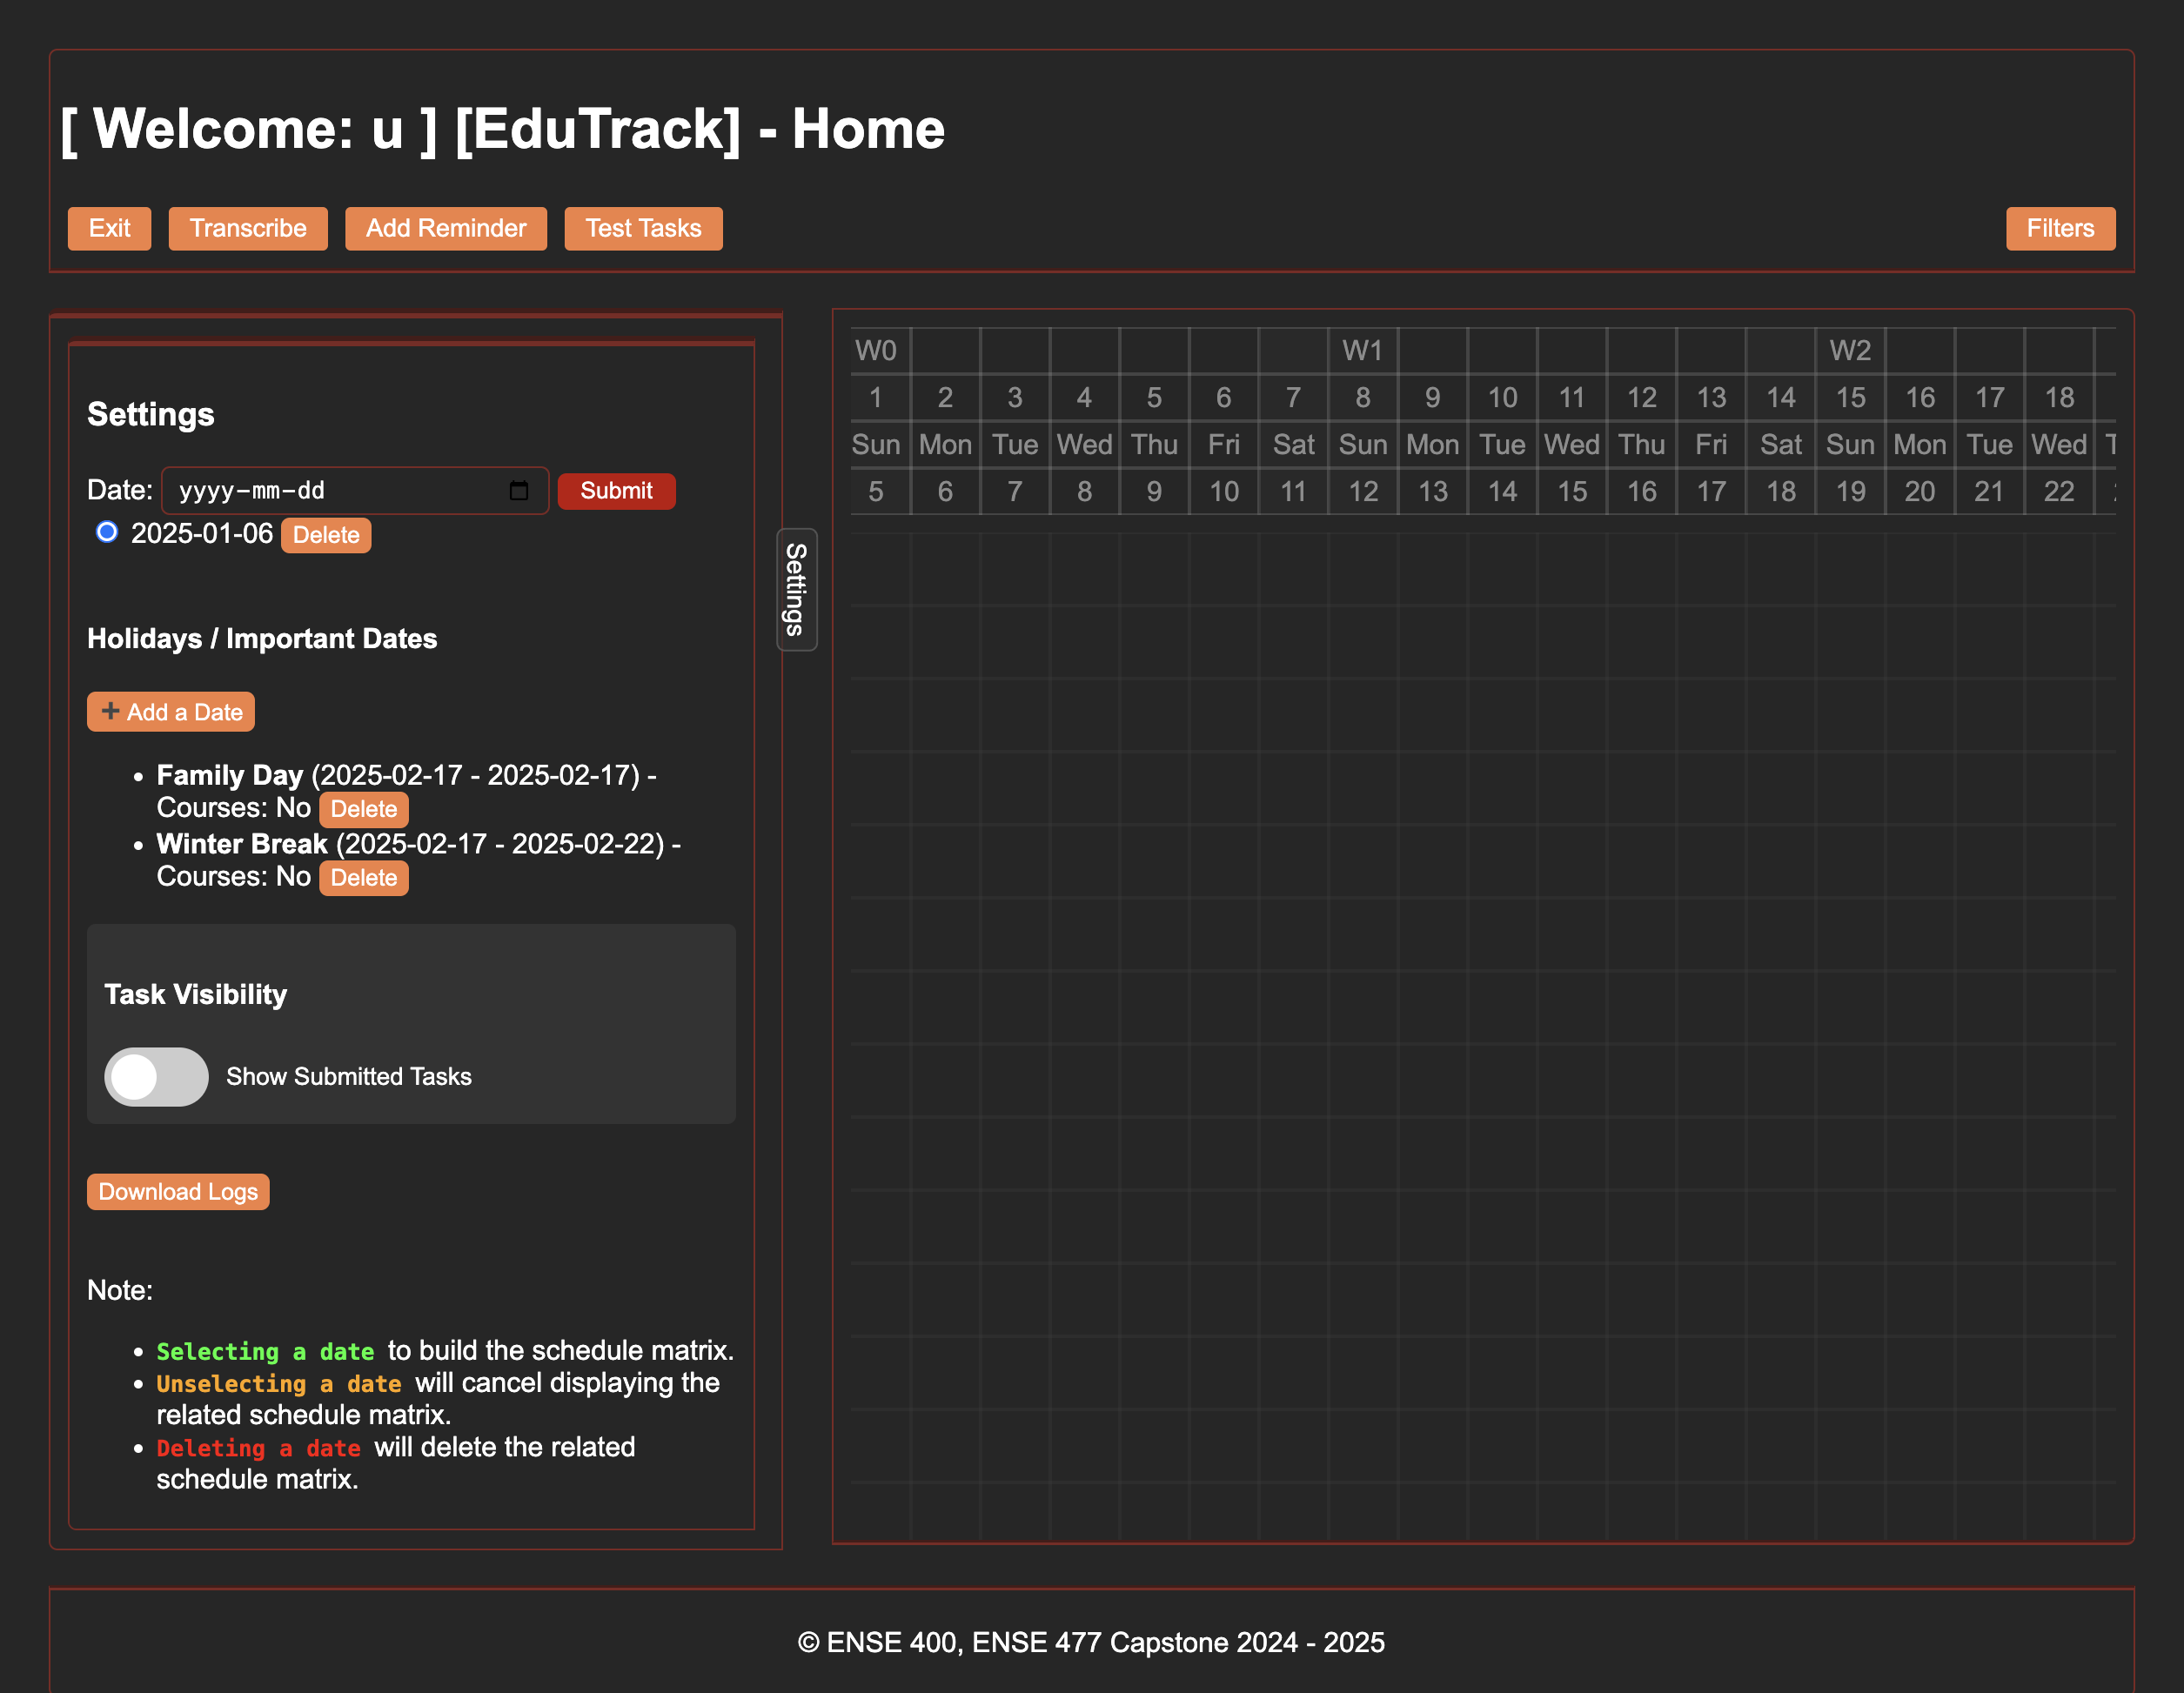 [ Welcome: u ] [EduTrack] - Home
Exit Transcribe Add Reminder Test Tasks Filters
Settings
Date: yyyy-mm-dd Submit
2025-01-06 Delete
Holidays / Important Dates
+ Add a Date
• Family Day (2025-02-17 - 2025-02-17) -
Courses: No Delete
• Winter Break (2025-02-17 - 2025-02-22) -
Courses: No Delete
Task Visibility
Show Submitted Tasks
Download Logs
Note:
• Selecting a date to build the schedule matrix.
• Unselecting a date will cancel displaying the
related schedule matrix.
• Deleting a date will delete the related
schedule matrix.
Settings
W0 W1 W2
1 2 3 4 5 6 7 8 9 10 11 12 13 14 15 16 17 18
Sun Mon Tue Wed Thu Fri Sat Sun Mon Tue Wed Thu Fri Sat Sun Mon Tue Wed
5 6 7 8 9 10 11 12 13 14 15 16 17 18 19 20 21 22
© ENSE 400, ENSE 477 Capstone 2024 - 2025